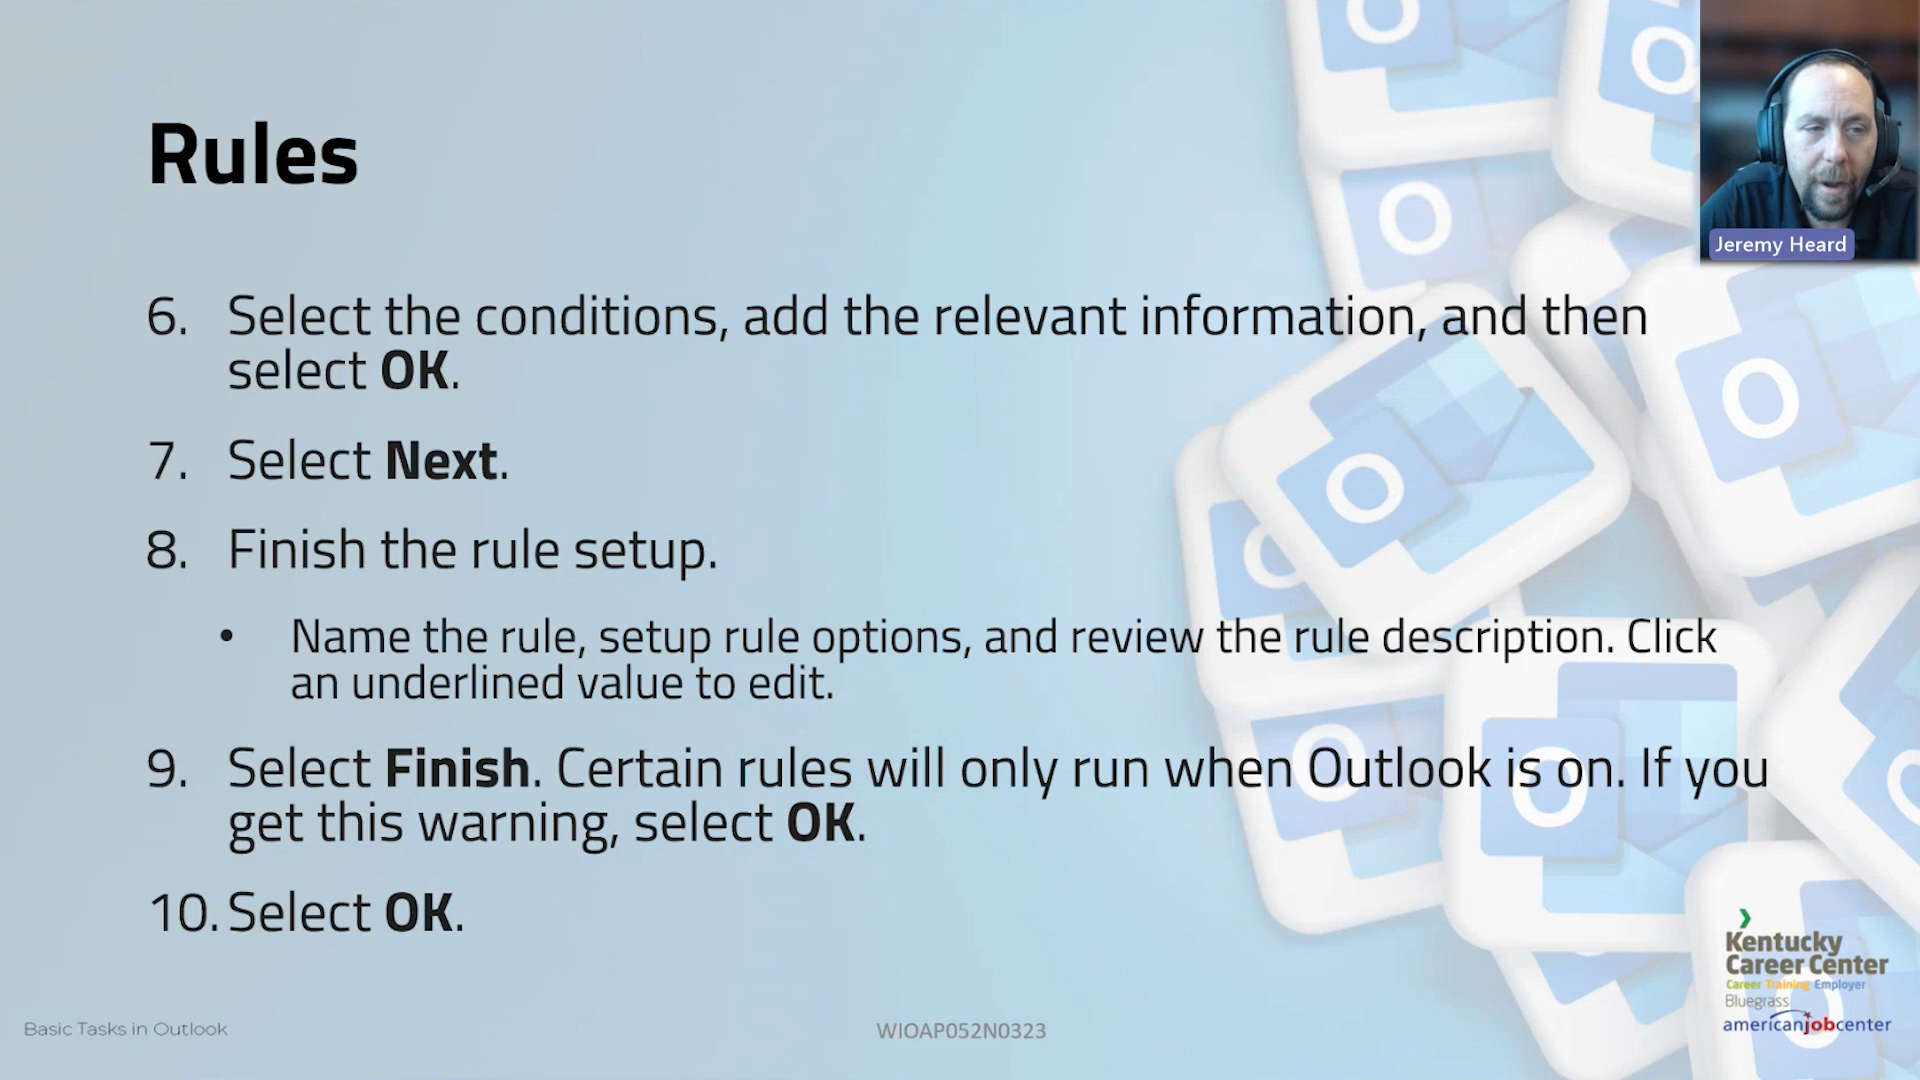 Rules
Jeremy Heard
6. Select the conditions, add the relevant information, and then
select OK.
7. Select Next.
8. Finish the rule setup.
• Name the rule, setup rule options, and review the rule description. Click
an underlined value to edit.
9. Select Finish. Certain rules will only run when Outlook is on. If you
get this warning, select OK.
10. Select OK.
Kentucky
Career Center
Career Training Employer
Bluegrass
americanjobcenter
Basic Tasks in Outlook
WIOAP052N0323